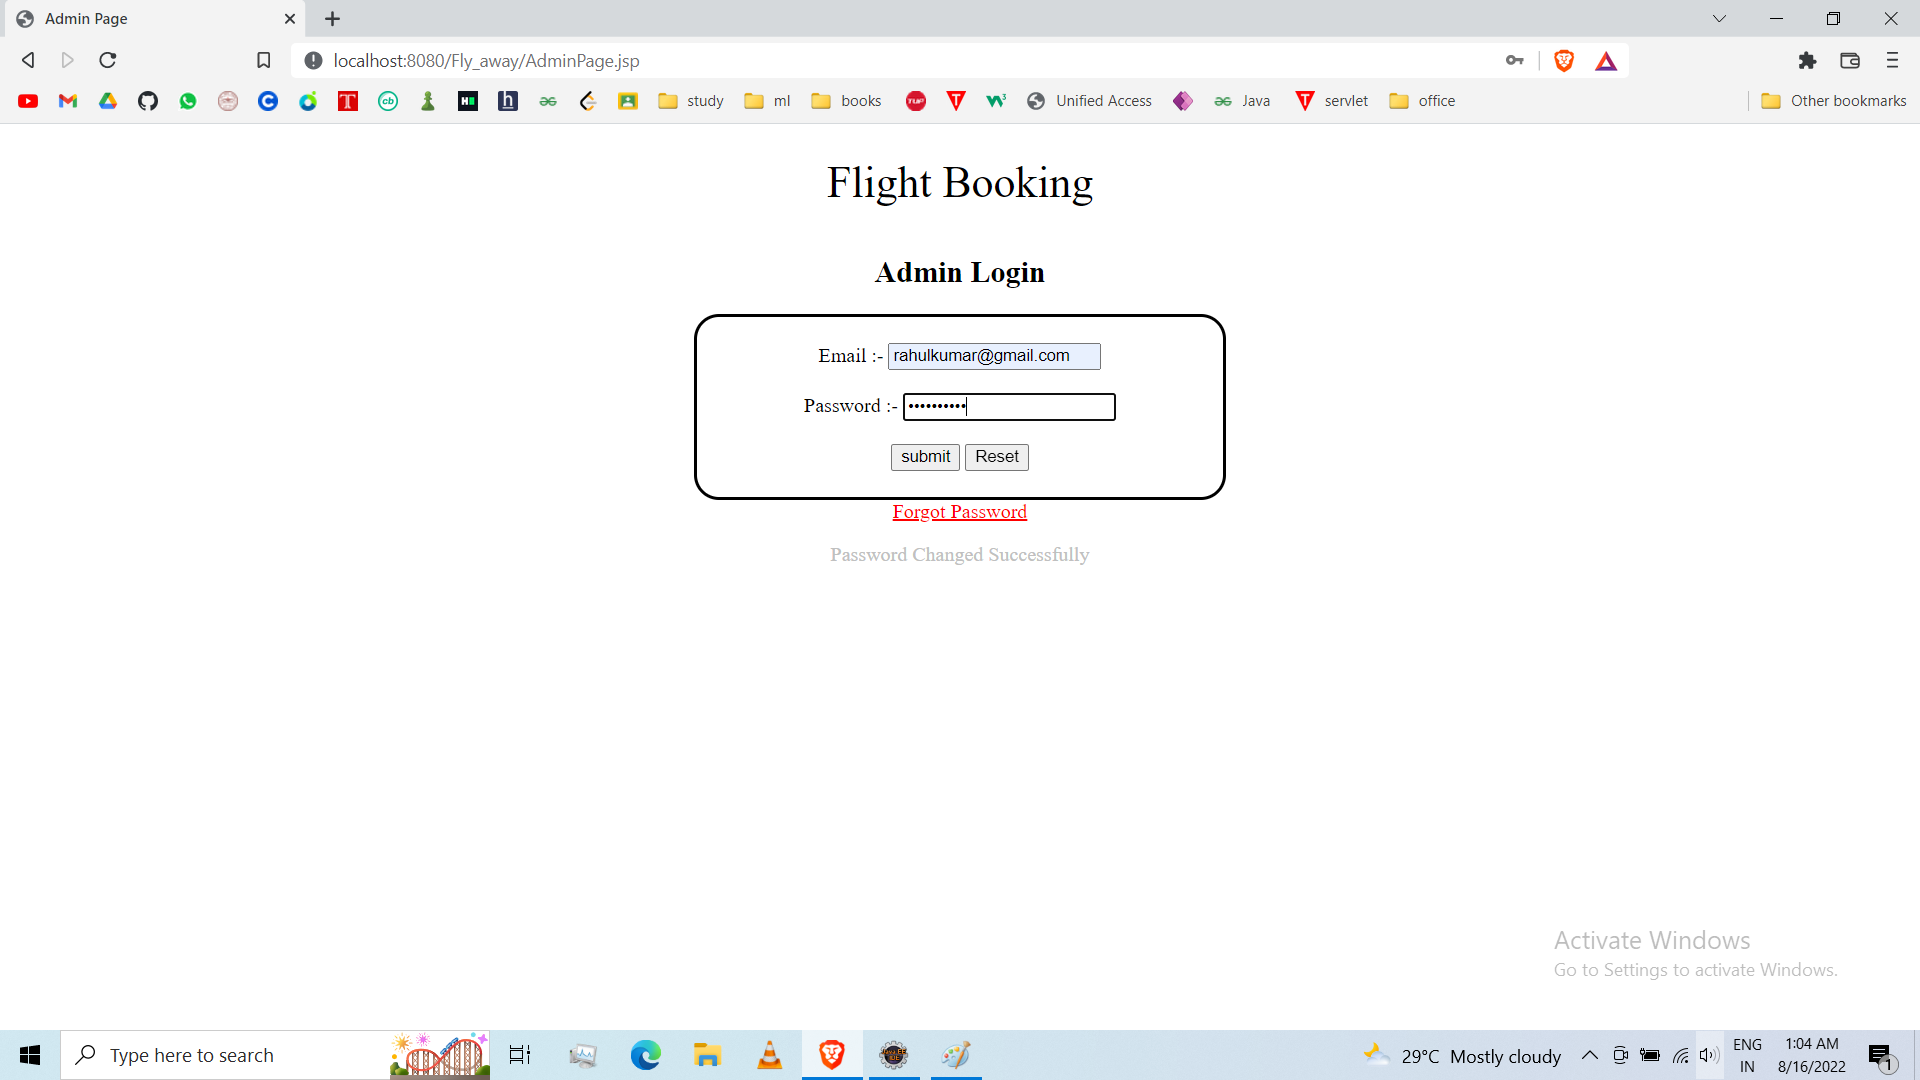 Admin Page
localhost:8080/Fly_away/AdminPage.jsp
study ml books Unified Access Java servlet office Other bookmarks
Flight Booking
Admin Login
Email :- rahulkumar@gmail.com
Password :- ••••••••••
submit Reset
Forgot Password
Password Changed Successfully
Activate Windows
Go to Settings to activate Windows.
Type here to search
29°C Mostly cloudy
ENG
IN
1:04 AM
8/16/2022
1